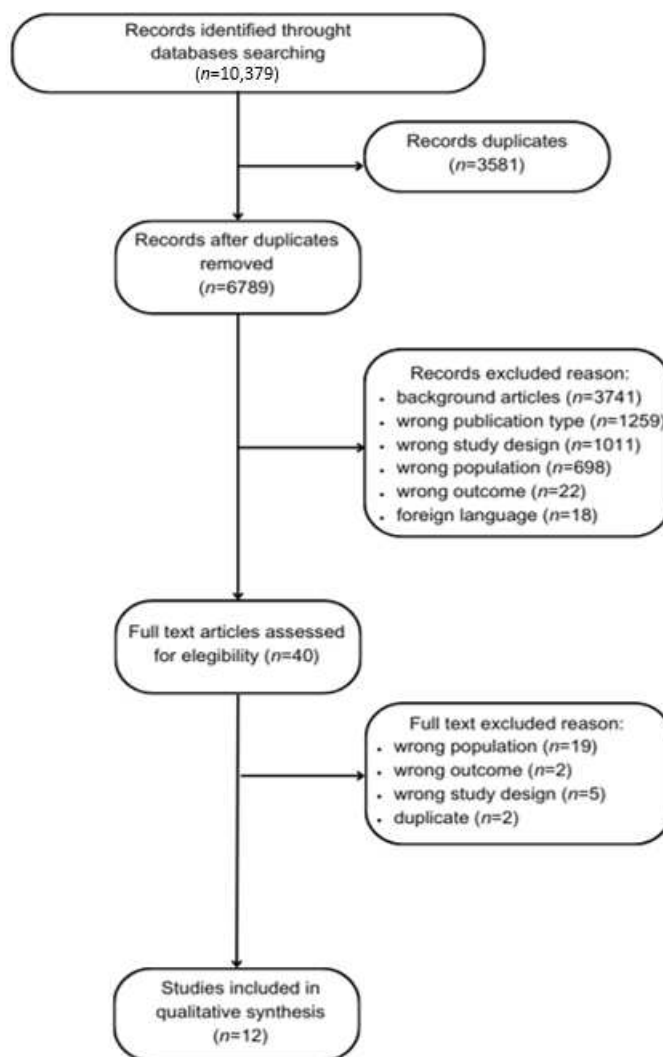 Records identified throught
databases searching
(n=10,379)
Records duplicates
(n=3581)
Records after duplicates
removed
(n=6789)
Records excluded reason:
• background articles (n=3741)
• wrong publication type (n=1259)
• wrong study design (n=1011)
• wrong population (n=698)
• wrong outcome (n=22)
• foreign language (n=18)
Full text articles assessed
for elegibility (n=40)
Full text excluded reason:
• wrong population (n=19)
• wrong outcome (n=2)
• wrong study design (n=5)
• duplicate (n=2)
Studies included in
qualitative synthesis
(n=12)